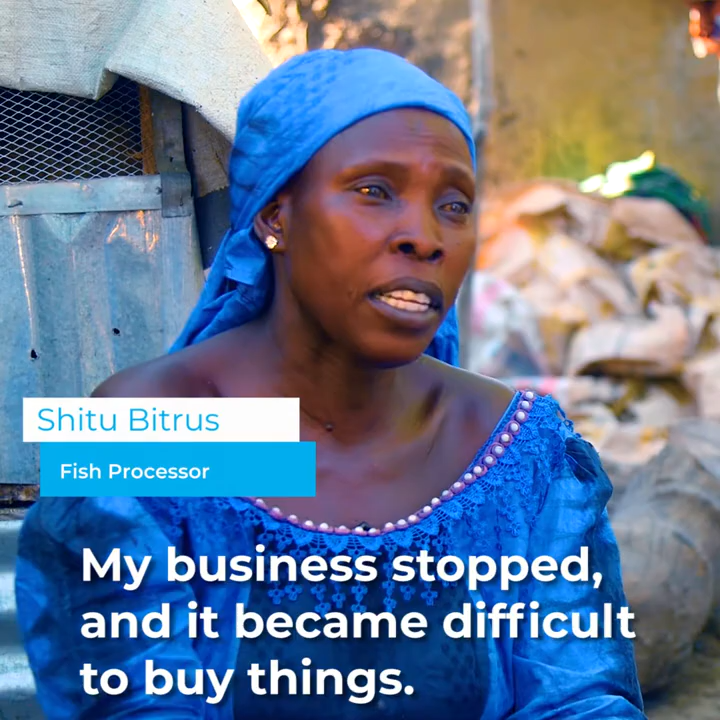 Shitu Bitrus
Fish Processor
My business stopped,
and it became difficult
to buy things.